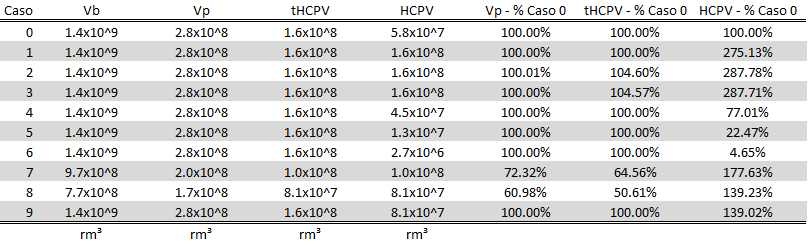 Caso Vb Vp tHCPV HCPV Vp - % Caso 0 tHCPV - % Caso 0 HCPV - % Caso 0
0 1.4x10^9 2.8x10^8 1.6x10^8 5.8x10^7 100.00% 100.00% 100.00%
1 1.4x10^9 2.8x10^8 1.6x10^8 1.6x10^8 100.00% 100.00% 275.13%
2 1.4x10^9 2.8x10^8 1.6x10^8 1.6x10^8 100.01% 104.60% 287.78%
3 1.4x10^9 2.8x10^8 1.6x10^8 1.6x10^8 100.00% 104.57% 287.71%
4 1.4x10^9 2.8x10^8 1.6x10^8 4.5x10^7 100.00% 100.00% 77.01%
5 1.4x10^9 2.8x10^8 1.6x10^8 1.3x10^7 100.00% 100.00% 22.47%
6 1.4x10^9 2.8x10^8 1.6x10^8 2.7x10^6 100.00% 100.00% 4.65%
7 9.7x10^8 2.0x10^8 1.0x10^8 1.0x10^8 72.32% 64.56% 177.63%
8 7.7x10^8 1.7x10^8 8.1x10^7 8.1x10^7 60.98% 50.61% 139.23%
9 1.4x10^9 2.8x10^8 1.6x10^8 8.1x10^7 100.00% 100.00% 139.02%
rm³ rm³ rm³ rm³